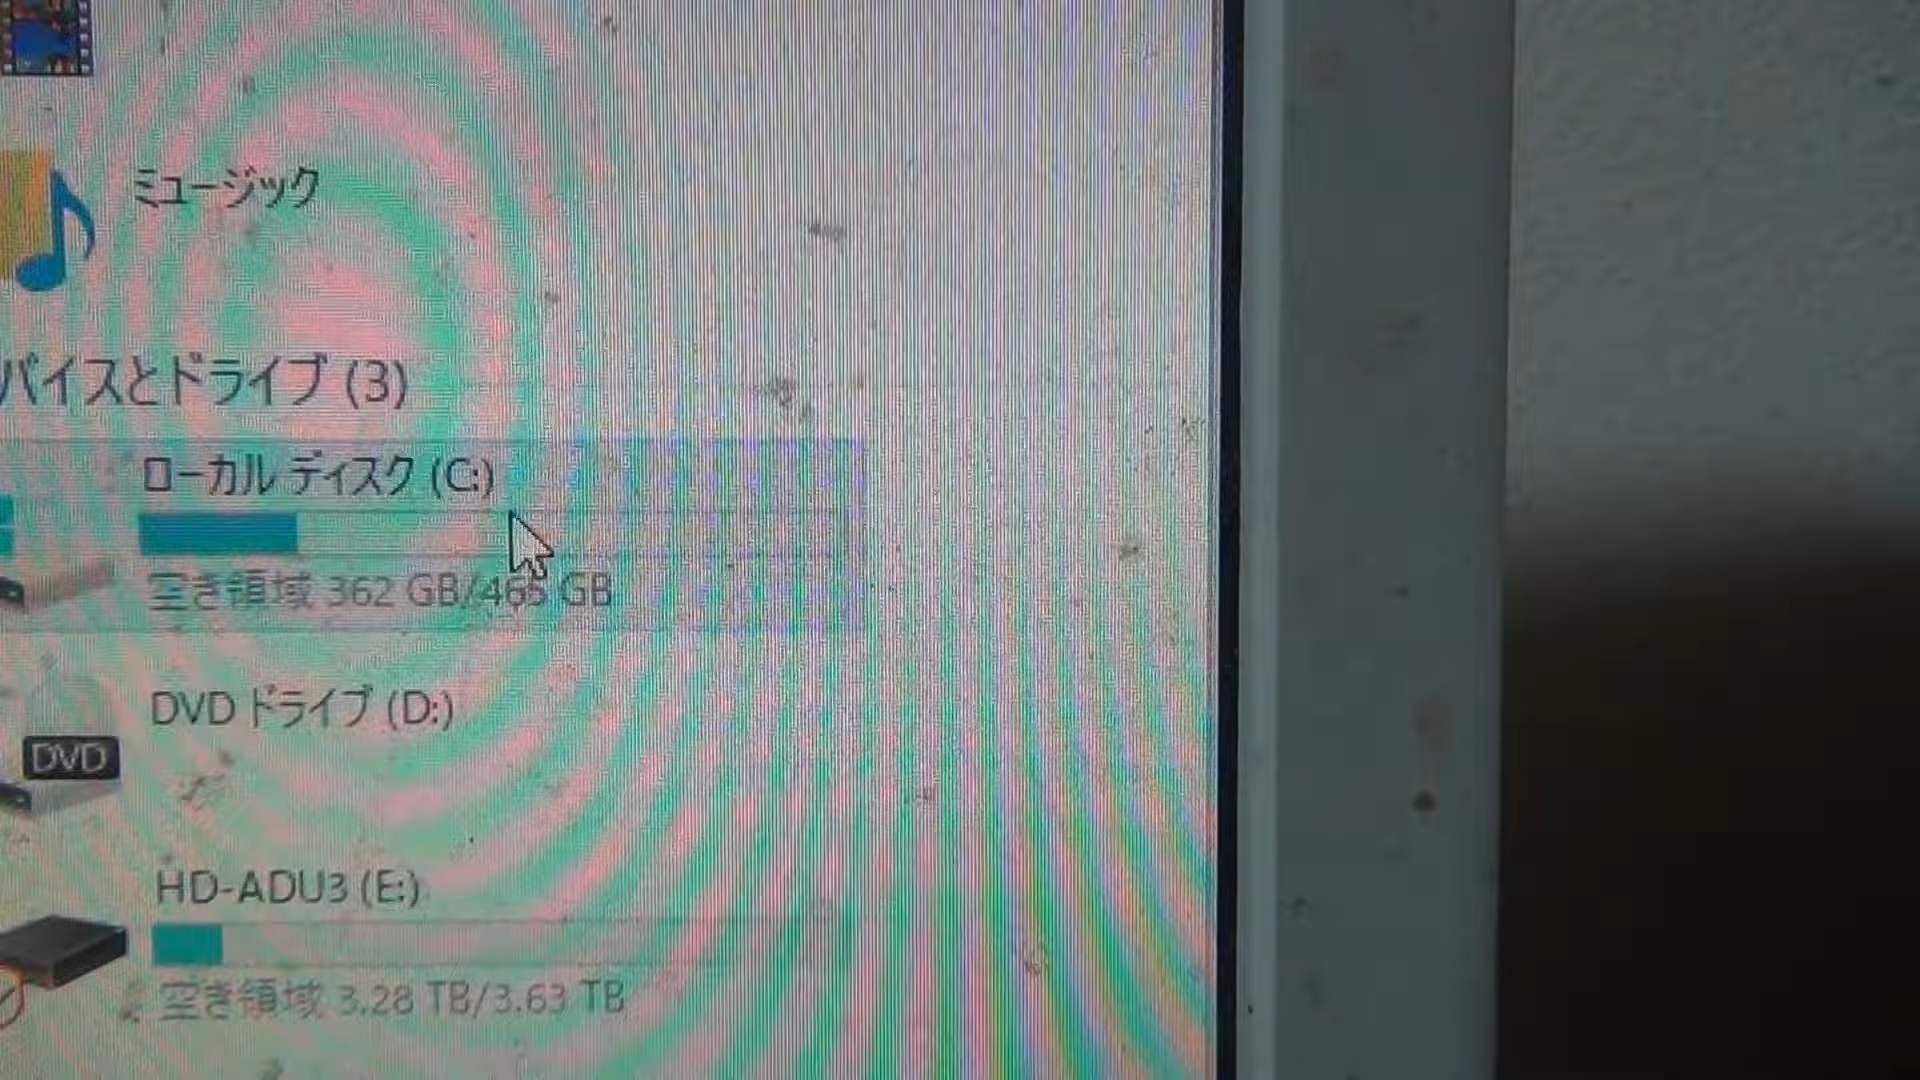 ミュージック
バイスとドライブ (3)
ローカル ディスク (C:)
空き領域 362 GB/465 GB
DVD ドライブ (D:)
DVD
HD-ADU3 (E:)
空き領域 3.28 TB/3.63 TB